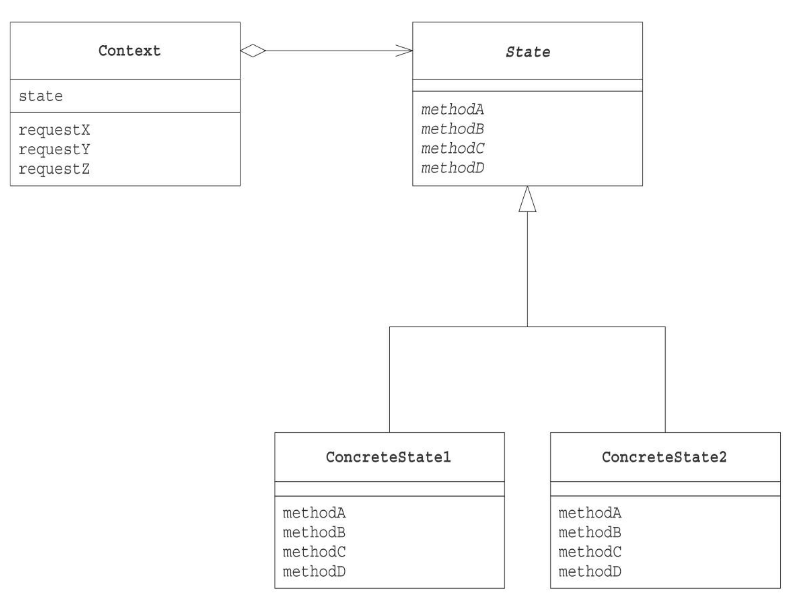 Context
state
requestX
requestY
requestZ
State
methodA
methodB
methodC
methodD
ConcreteState1
methodA
methodB
methodC
methodD
ConcreteState2
methodA
methodB
methodC
methodD